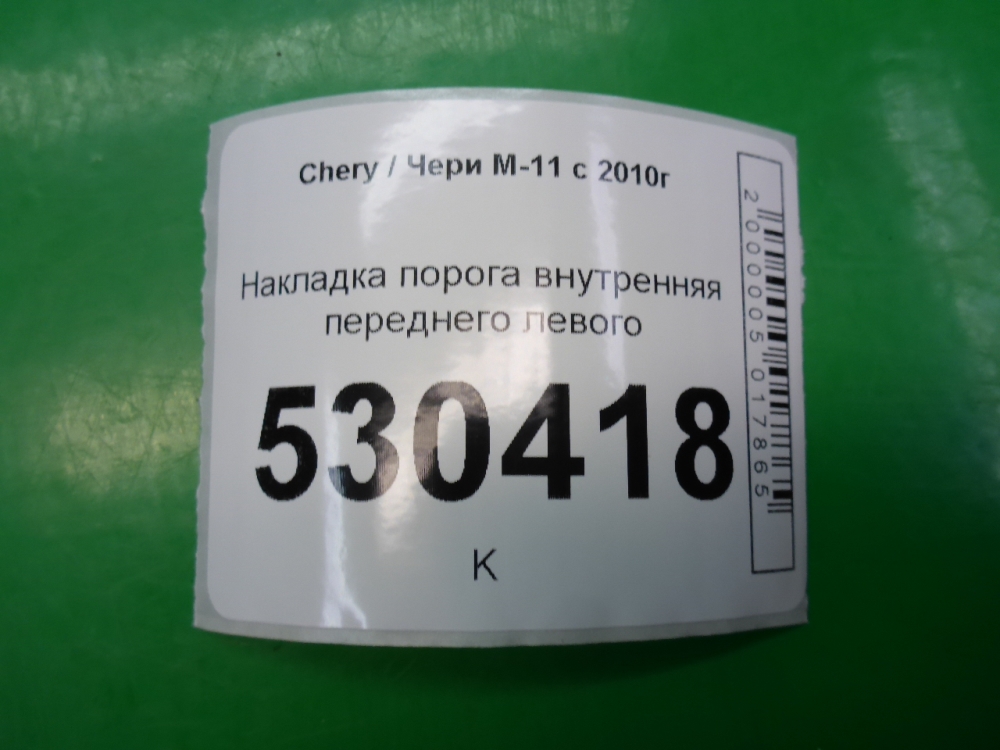 Chery / Чери М-11 с 2010г
Накладка порога внутренняя
переднего левого
530418
К
2000005017865